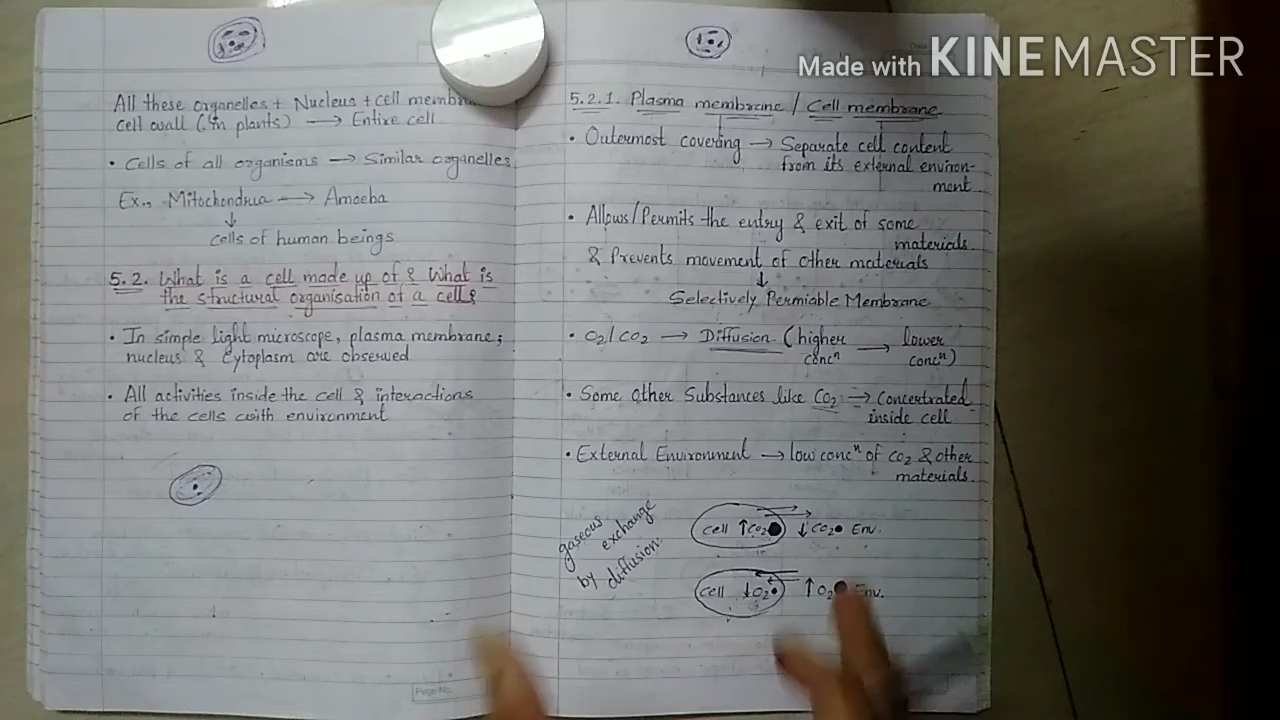 Made with KINEMASTER
All these organelles + Nucleus + cell membra
cell wall (in plants) → Entire cell
• Cells of all organisms → Similar organelles
Ex., Mitochondria → Amoeba
↓
cells of human beings
5.2. What is a cell made up of? What is
the structural organisation of a cell?
• In simple light microscope, plasma membrane;
nucleus & Cytoplasm are observed
• All activities inside the cell & interactions
of the cells with environment
Page No.
5.2.1. Plasma membrane / Cell membrane
• Outermost covering → Separate cell content
from its external environ-
ment
• Allows/Permits the entry & exit of some
materials
& Prevents movement of other materials
↓
Selectively Permiable Membrane
• O2/CO2 → Diffusion (higher → lower
concⁿ concⁿ)
• Some other Substances like CO2 → Concentrated
inside cell
• External Environment → low concⁿ of CO2 & other
materials
gaseous
exchange
by diffusion
cell ↑CO2 ↓CO2 Env.
cell ↓O2 ↑O2 Env.